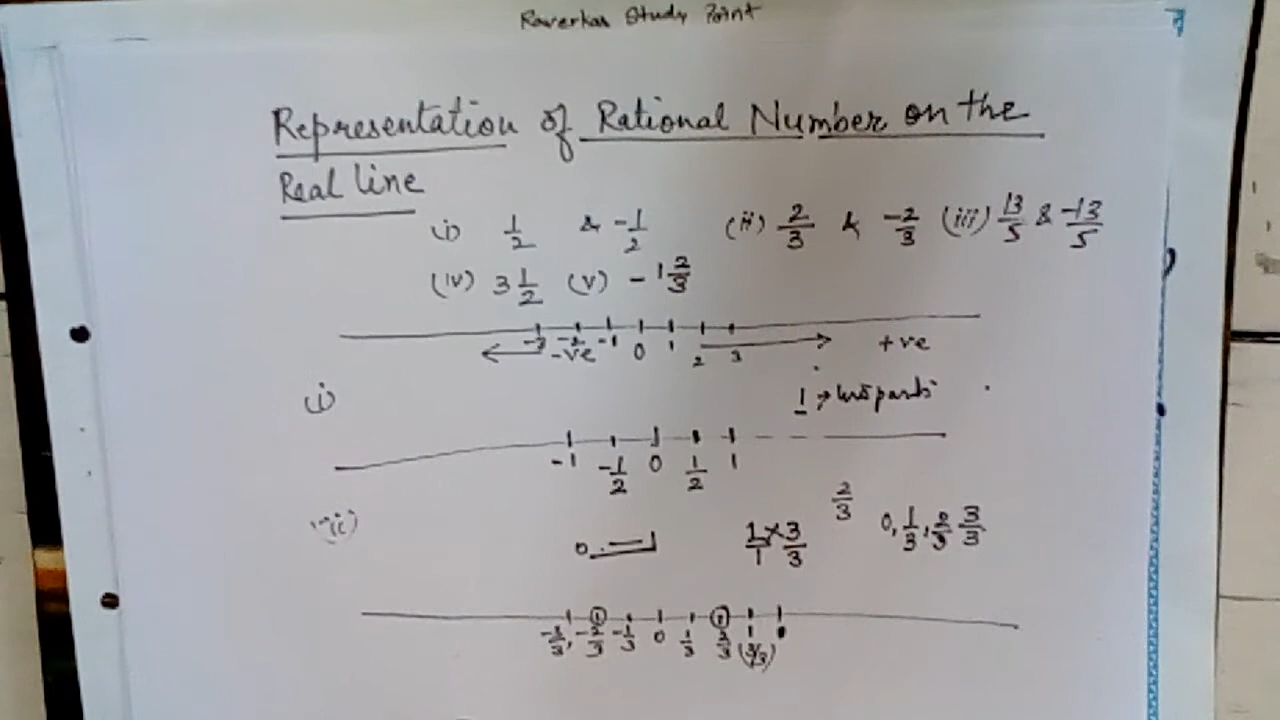 Raverkar Study Point
Representation of Rational Number on the
Real line
(i) 1/2 & -1/2 (ii) 2/3 & -2/3 (iii) 13/5 & -13/5
(iv) 3 1/2 (v) -1 2/3
-3 -2 -1 0 1 2 3
-ve +ve
(i)
1 → two parts
-1 -1/2 0 1/2 1
2/3
(ii) 0 1/1 × 3/3 0, 1/3, 2/3 3/3
-3/3, -2/3 -1/3 0 1/3 2/3 1 (3/3)